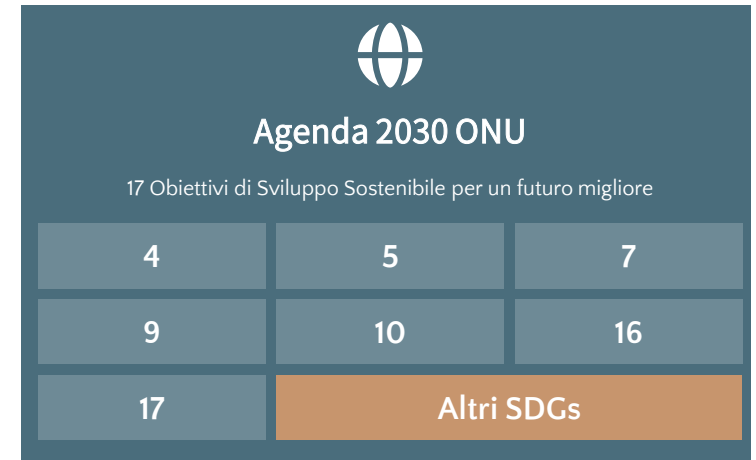 Agenda 2030 ONU
17 Obiettivi di Sviluppo Sostenibile per un futuro migliore
4 5 7
9 10 16
17 Altri SDGs